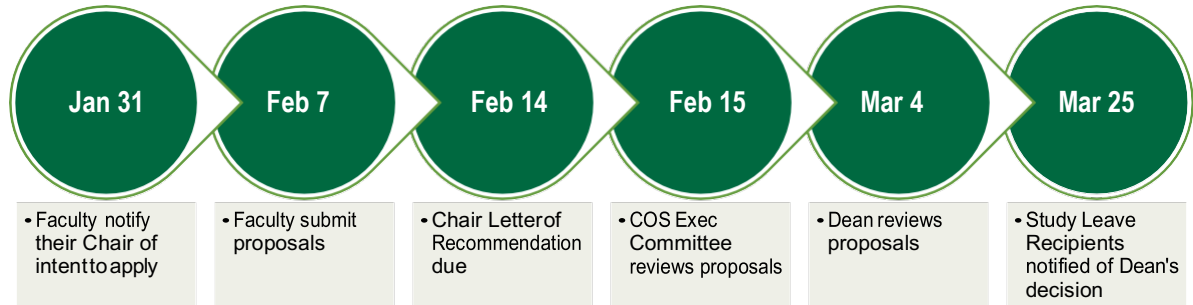 Jan 31
Feb 7
Feb 14
Feb 15
Mar 4
Mar 25
• Faculty notify
their Chair of
intent to apply
• Faculty submit
proposals
• Chair Letter of
Recommendation
due
• COS Exec
Committee
reviews proposals
• Dean reviews
proposals
• Study Leave
Recipients
notified of Dean's
decision